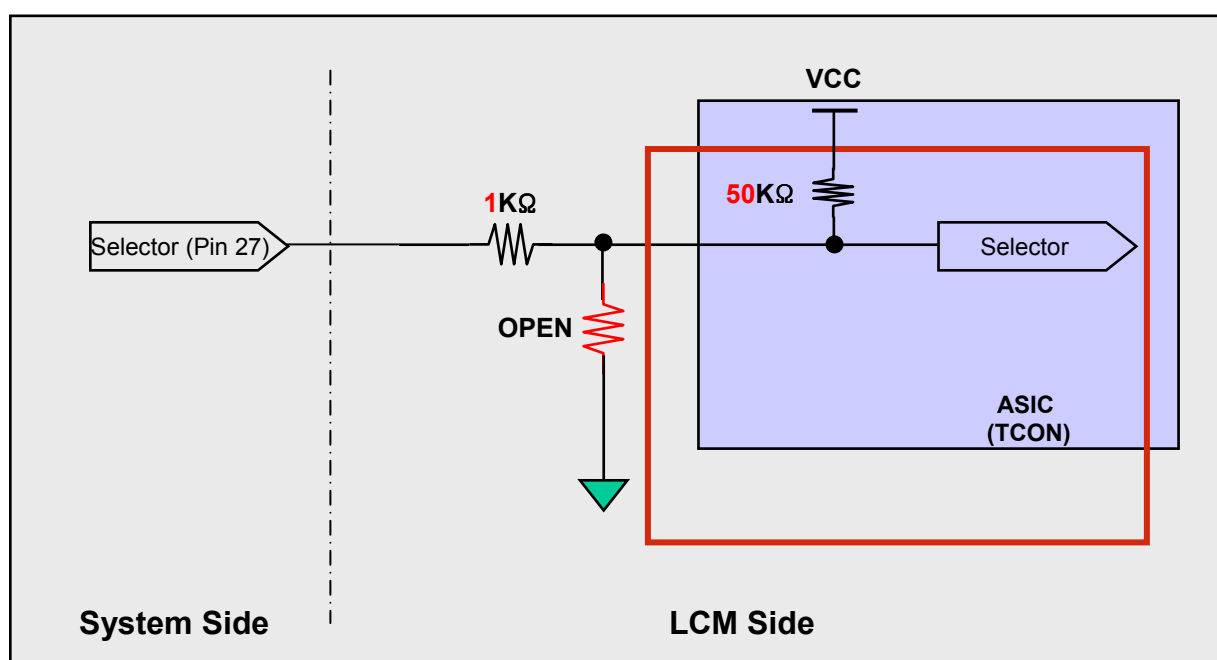 VCC
1KΩ
50KΩ
Selector (Pin 27)
Selector
OPEN
ASIC
(TCON)
System Side
LCM Side